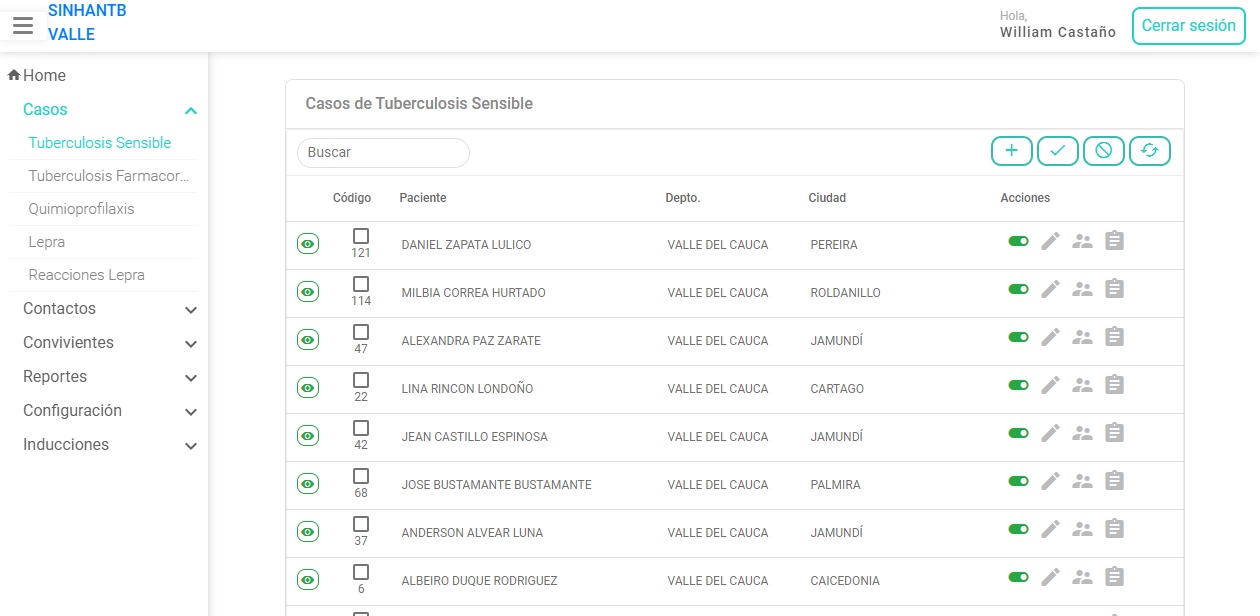 SINHANTB
VALLE
Hola,
William Castaño
Cerrar sesión
Home
Casos
Tuberculosis Sensible
Tuberculosis Farmacor...
Quimioprofilaxis
Lepra
Reacciones Lepra
Contactos
Convivientes
Reportes
Configuración
Inducciones
Casos de Tuberculosis Sensible
Buscar
Código Paciente Depto. Ciudad Acciones
121 DANIEL ZAPATA LULICO VALLE DEL CAUCA PEREIRA
114 MILBIA CORREA HURTADO VALLE DEL CAUCA ROLDANILLO
47 ALEXANDRA PAZ ZARATE VALLE DEL CAUCA JAMUNDÍ
22 LINA RINCON LONDOÑO VALLE DEL CAUCA CARTAGO
42 JEAN CASTILLO ESPINOSA VALLE DEL CAUCA JAMUNDÍ
68 JOSE BUSTAMANTE BUSTAMANTE VALLE DEL CAUCA PALMIRA
37 ANDERSON ALVEAR LUNA VALLE DEL CAUCA JAMUNDÍ
6 ALBEIRO DUQUE RODRIGUEZ VALLE DEL CAUCA CAICEDONIA